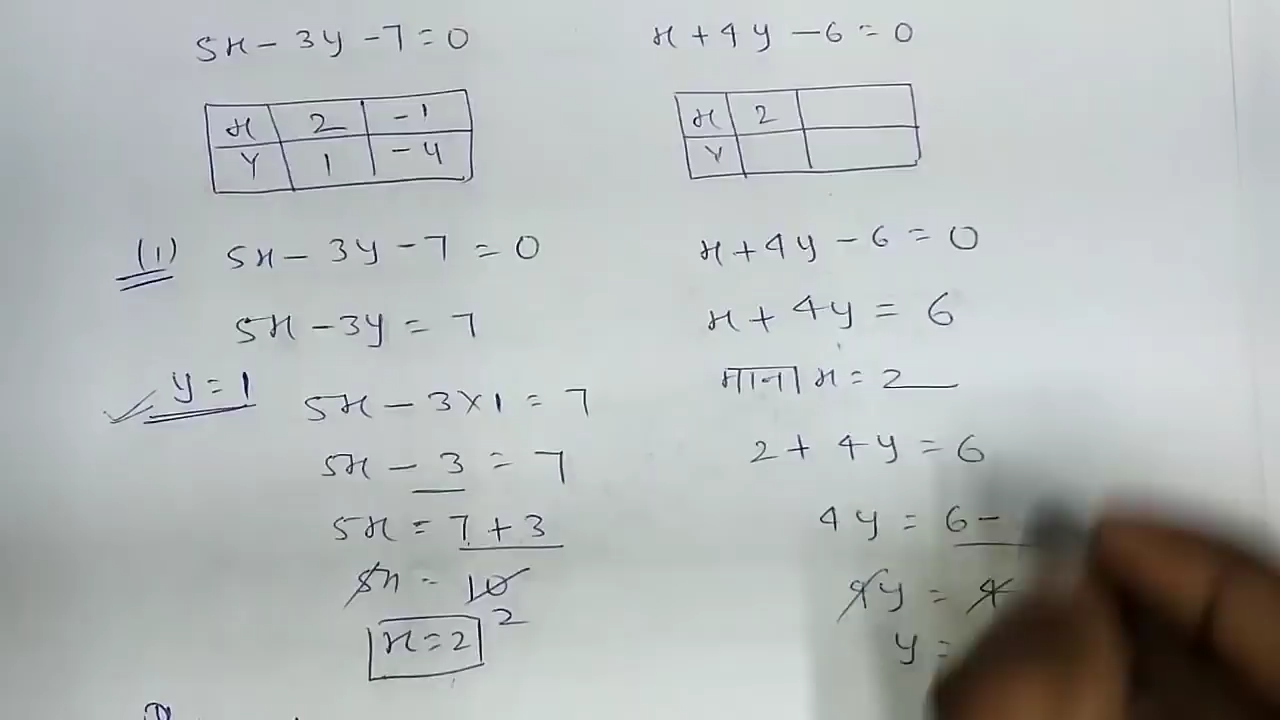 5x - 3y - 7 = 0
x 2 -1
y 1 -4
(1) 5x - 3y - 7 = 0
5x - 3y = 7
y = 1 5x - 3×1 = 7
5x - 3 = 7
5x = 7 + 3
5x = 10
2
x = 2
x + 4y - 6 = 0
x 2
y
x + 4y - 6 = 0
x + 4y = 6
माना x = 2
2 + 4y = 6
4y = 6 -
4y = 4
y =